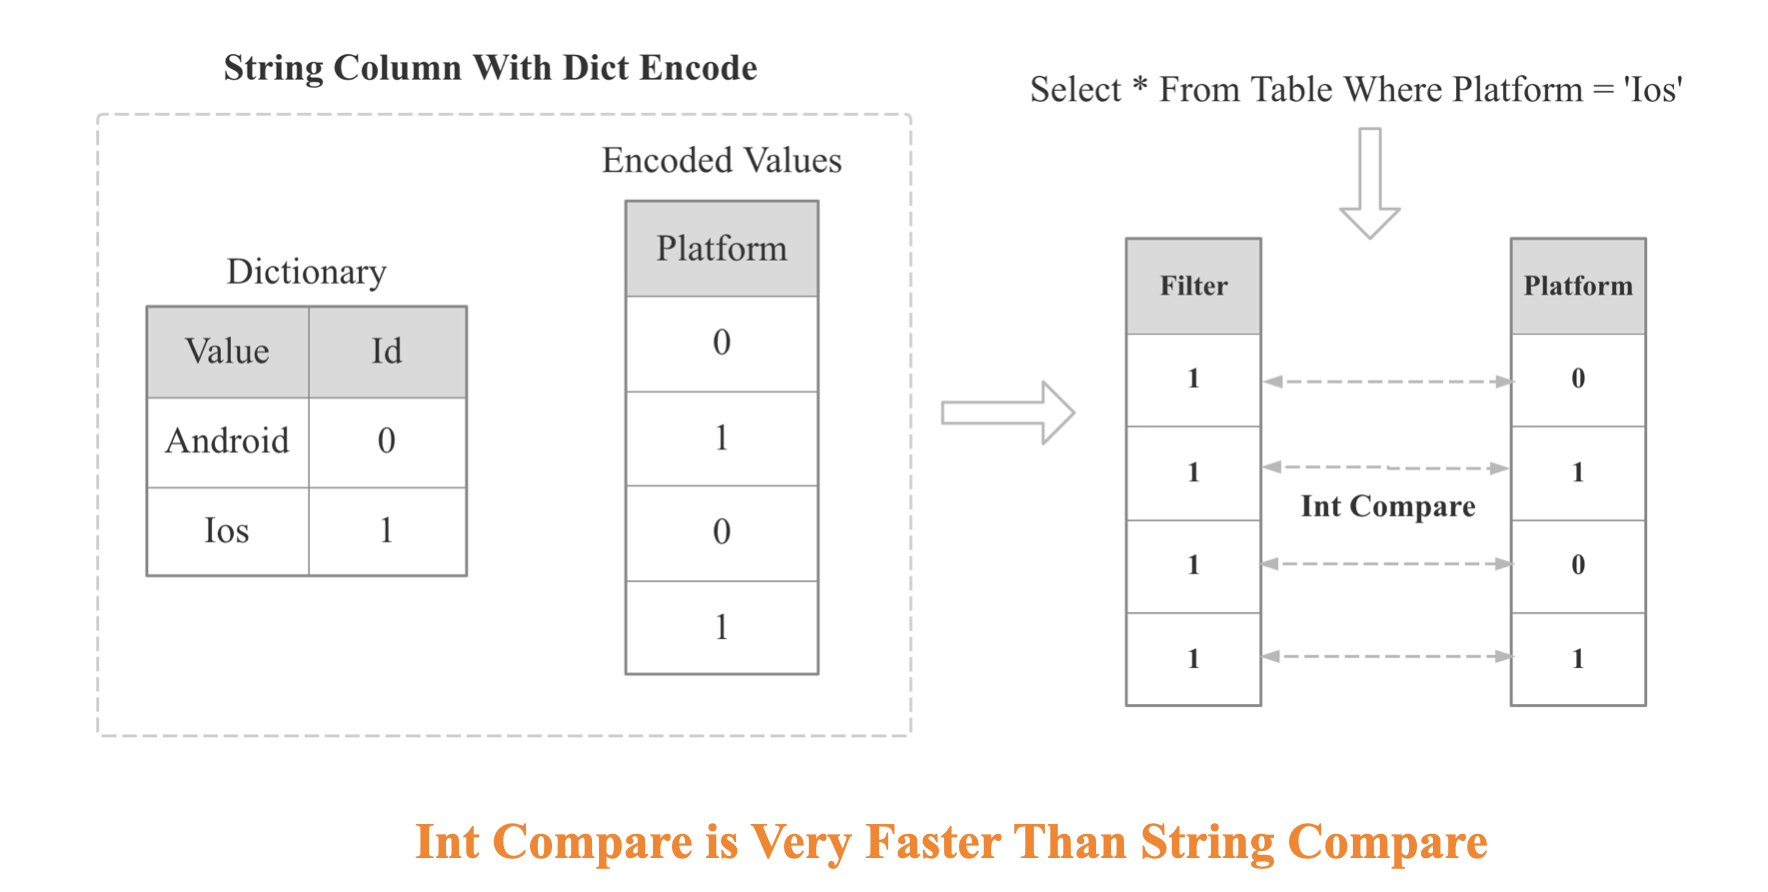 String Column With Dict Encode
Select * From Table Where Platform = 'Ios'
Encoded Values
Platform
0
1
0
1
Dictionary
Value Id
Android 0
Ios 1
Filter Platform
1 0
1 1
Int Compare
1 0
1 1
Int Compare is Very Faster Than String Compare